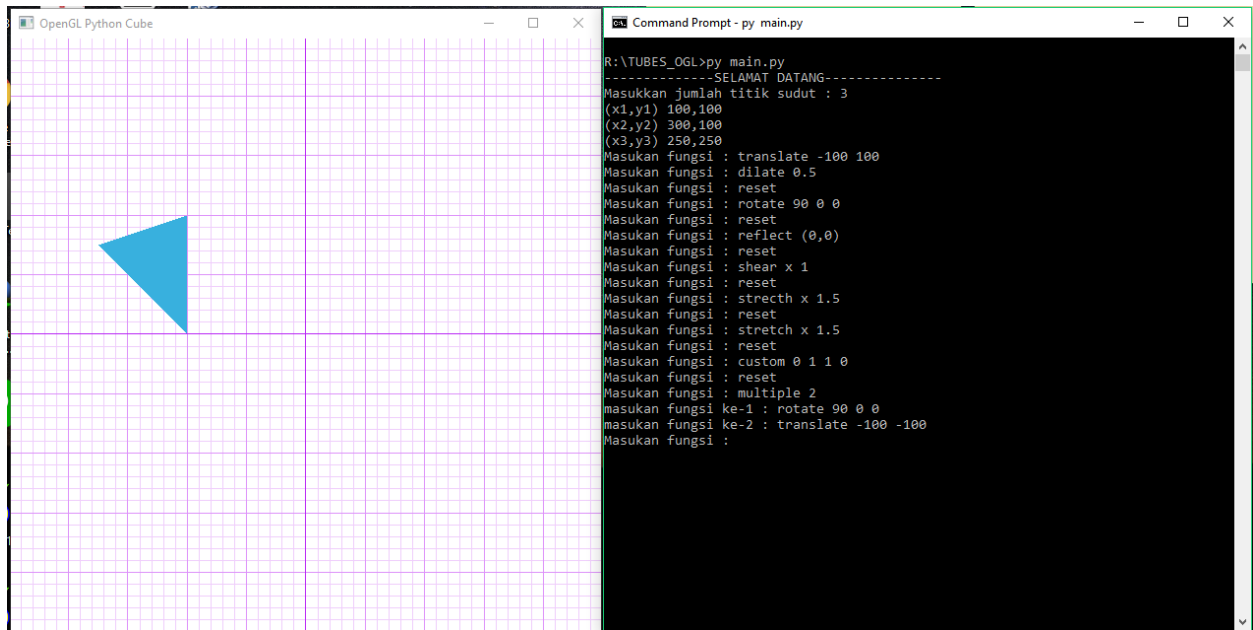 OpenGL Python Cube
Command Prompt - py main.py
R:\TUBES_OGL>py main.py
--------------SELAMAT DATANG---------------
Masukkan jumlah titik sudut : 3
(x1,y1) 100,100
(x2,y2) 300,100
(x3,y3) 250,250
Masukan fungsi : translate -100 100
Masukan fungsi : dilate 0.5
Masukan fungsi : reset
Masukan fungsi : rotate 90 0 0
Masukan fungsi : reset
Masukan fungsi : reflect (0,0)
Masukan fungsi : reset
Masukan fungsi : shear x 1
Masukan fungsi : reset
Masukan fungsi : strecth x 1.5
Masukan fungsi : reset
Masukan fungsi : stretch x 1.5
Masukan fungsi : reset
Masukan fungsi : custom 0 1 1 0
Masukan fungsi : reset
Masukan fungsi : multiple 2
masukan fungsi ke-1 : rotate 90 0 0
masukan fungsi ke-2 : translate -100 -100
Masukan fungsi :